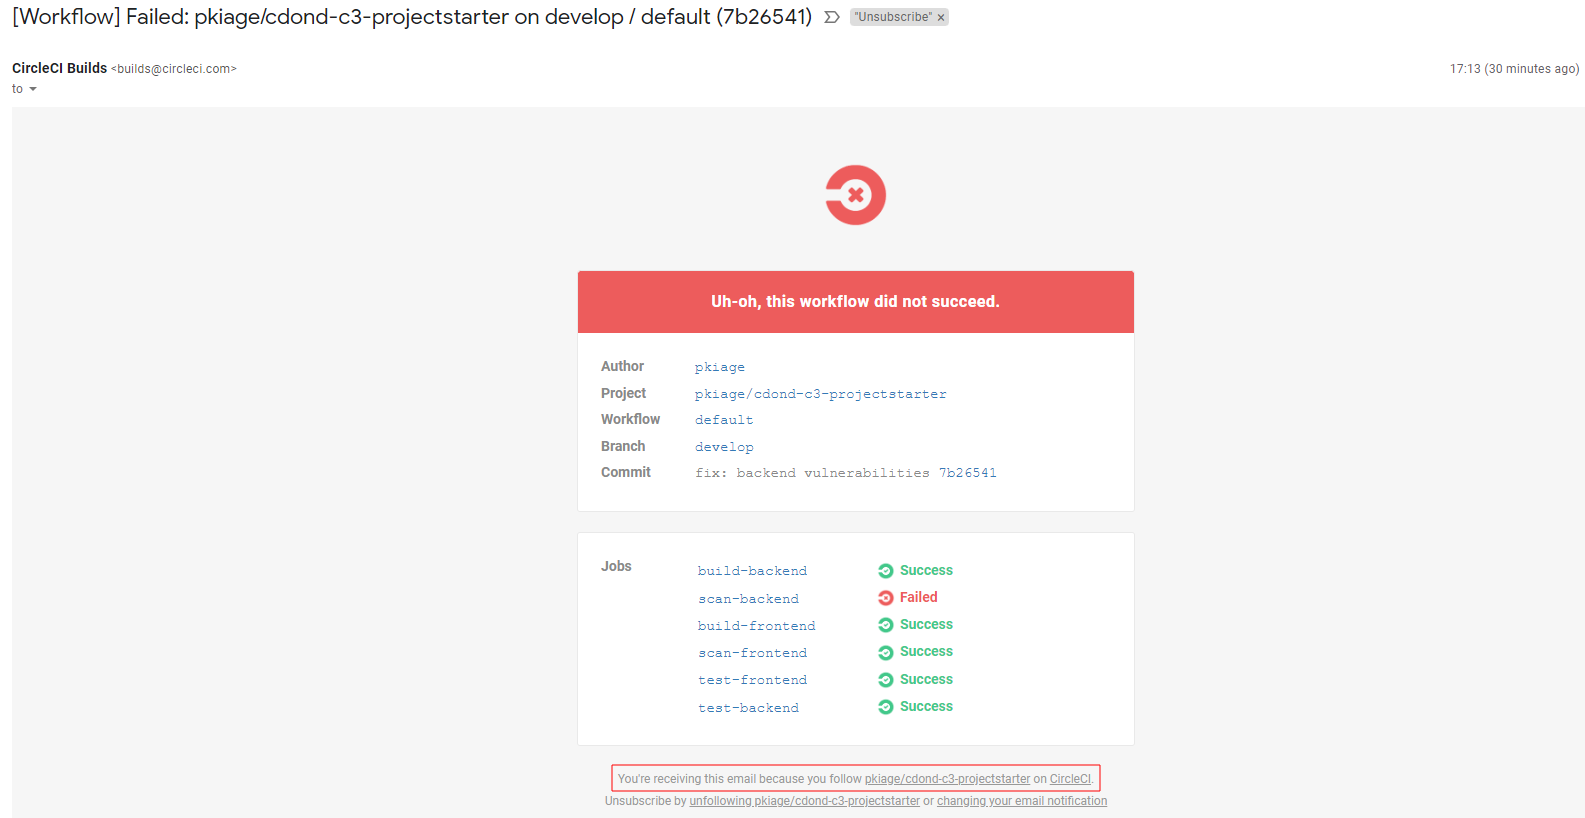 [Workflow] Failed: pkiage/cdond-c3-projectstarter on develop / default (7b26541) "Unsubscribe" ×
CircleCI Builds <builds@circleci.com> 17:13 (30 minutes ago)
to
Uh-oh, this workflow did not succeed.
Author pkiage
Project pkiage/cdond-c3-projectstarter
Workflow default
Branch develop
Commit fix: backend vulnerabilities 7b26541
Jobs build-backend Success
scan-backend Failed
build-frontend Success
scan-frontend Success
test-frontend Success
test-backend Success
You're receiving this email because you follow pkiage/cdond-c3-projectstarter on CircleCI.
Unsubscribe by unfollowing pkiage/cdond-c3-projectstarter or changing your email notification